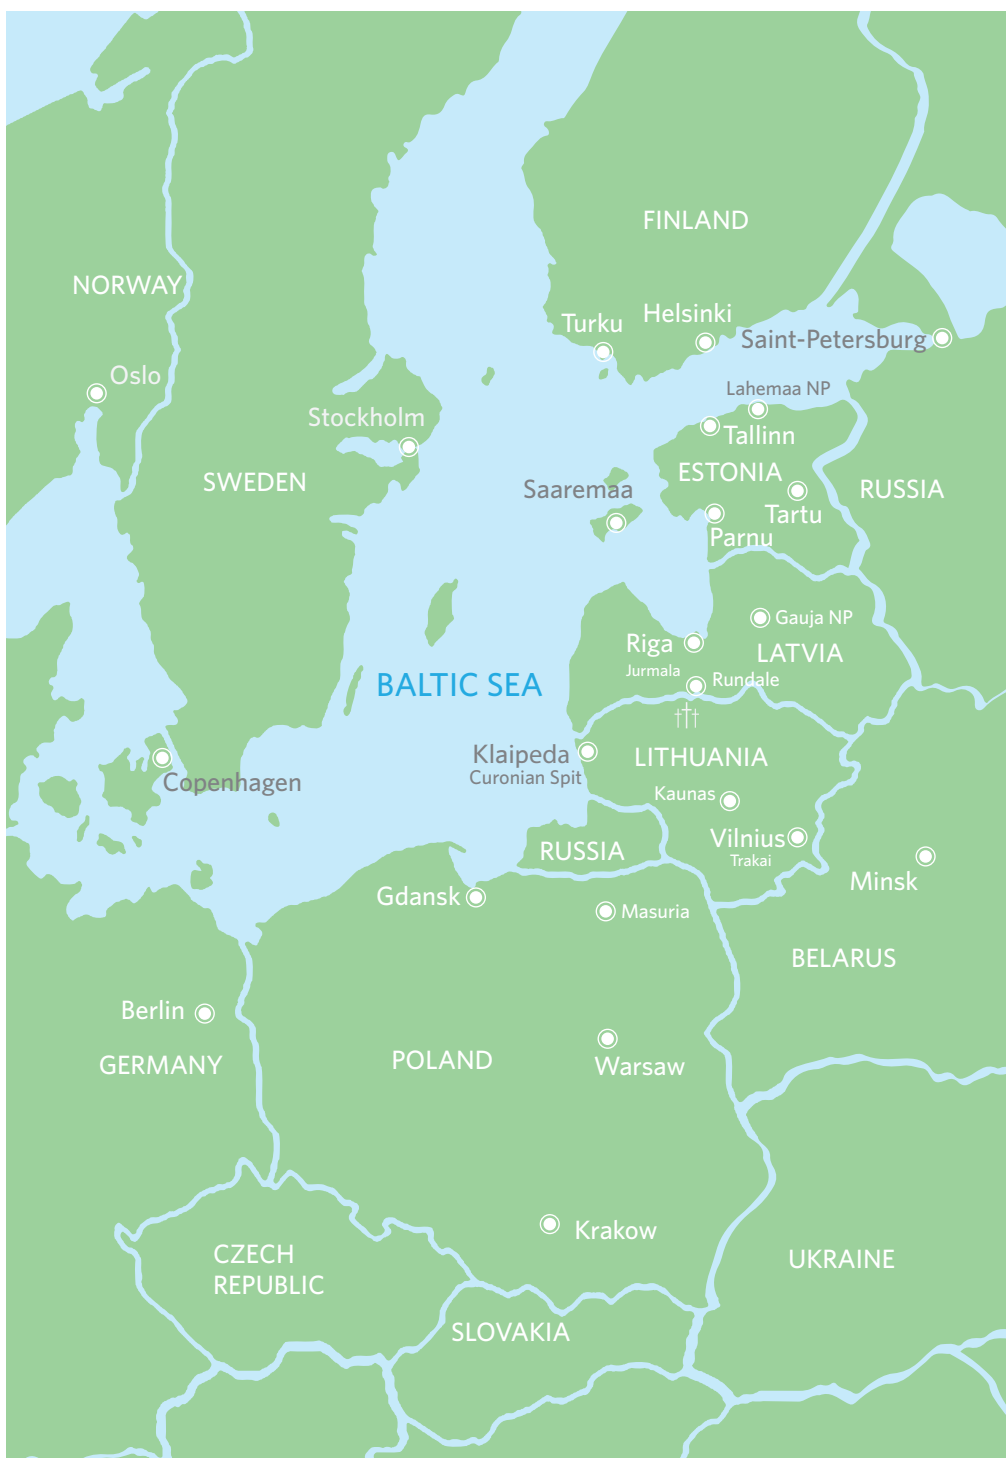 FINLAND
NORWAY
Helsinki
Turku
Saint-Petersburg
Oslo
Lahemaa NP
Stockholm
Tallinn
ESTONIA
SWEDEN
Saaremaa
RUSSIA
Tartu
Parnu
Gauja NP
Riga
LATVIA
Jurmala
Rundale
BALTIC SEA
Klaipeda
LITHUANIA
Curonian Spit
Copenhagen
Kaunas
Vilnius
RUSSIA
Trakai
Minsk
Gdansk
Masuria
BELARUS
Berlin
POLAND
GERMANY
Warsaw
Krakow
CZECH
REPUBLIC
UKRAINE
SLOVAKIA